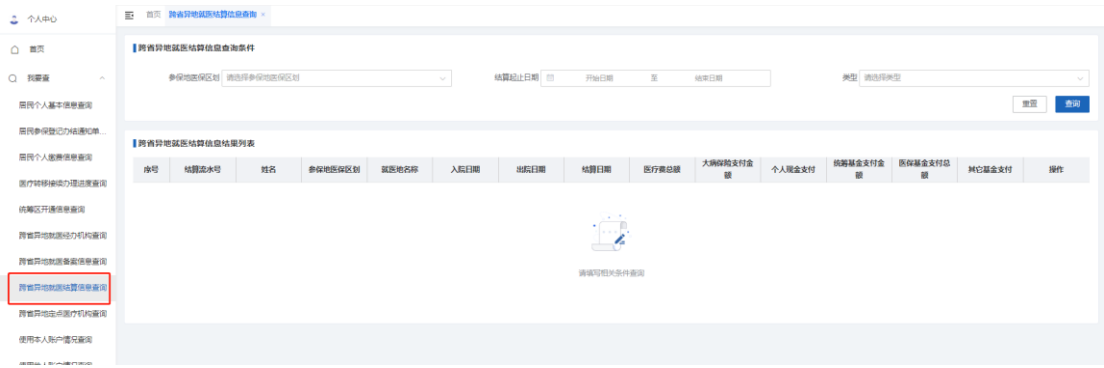 个人中心
首页
我要查
居民个人基本信息查询
居民参保登记办结通知单...
居民个人缴费信息查询
医疗转移接续办理进度查询
统筹区开通信息查询
跨省异地就医经办机构查询
跨省异地就医备案信息查询
跨省异地就医结算信息查询
跨省异地定点医疗机构查询
使用本人账户情况查询
首页 跨省异地就医结算信息查询 ×
跨省异地就医结算信息查询条件
参保地医保区划 请选择参保地医保区划 结算起止日期 开始日期 至 结束日期 类型 请选择类型
重置 查询
跨省异地就医结算信息结果列表
序号 结算流水号 姓名 参保地医保区划 就医地名称 入院日期 出院日期 结算日期 医疗费总额 大病保险支付金额 个人现金支付 统筹基金支付金额 医保基金支付总额 其它基金支付 操作
请填写相关条件查询